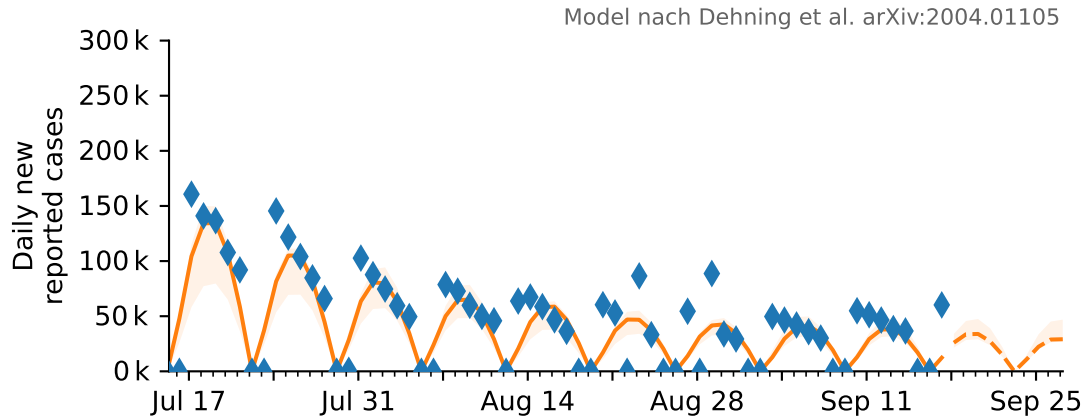 Model nach Dehning et al. arXiv:2004.01105
300 k
250 k
200 k
150 k
100 k
50 k
0 k
Daily new
reported cases
Jul 17
Jul 31
Aug 14
Aug 28
Sep 11
Sep 25